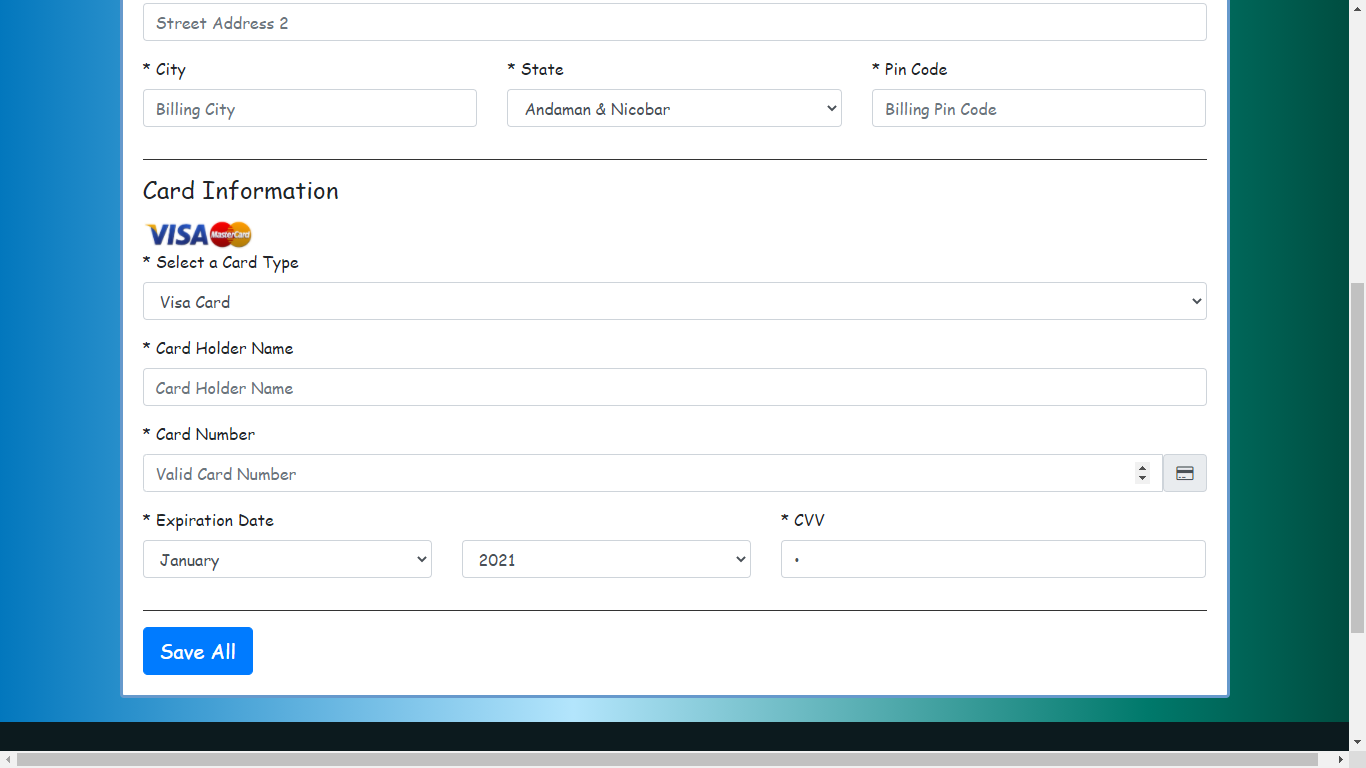 Street Address 2
* City * State * Pin Code
Billing City Andaman & Nicobar Billing Pin Code
Card Information
VISA MasterCard
* Select a Card Type
Visa Card
* Card Holder Name
Card Holder Name
* Card Number
Valid Card Number
* Expiration Date * CVV
January 2021 •
Save All